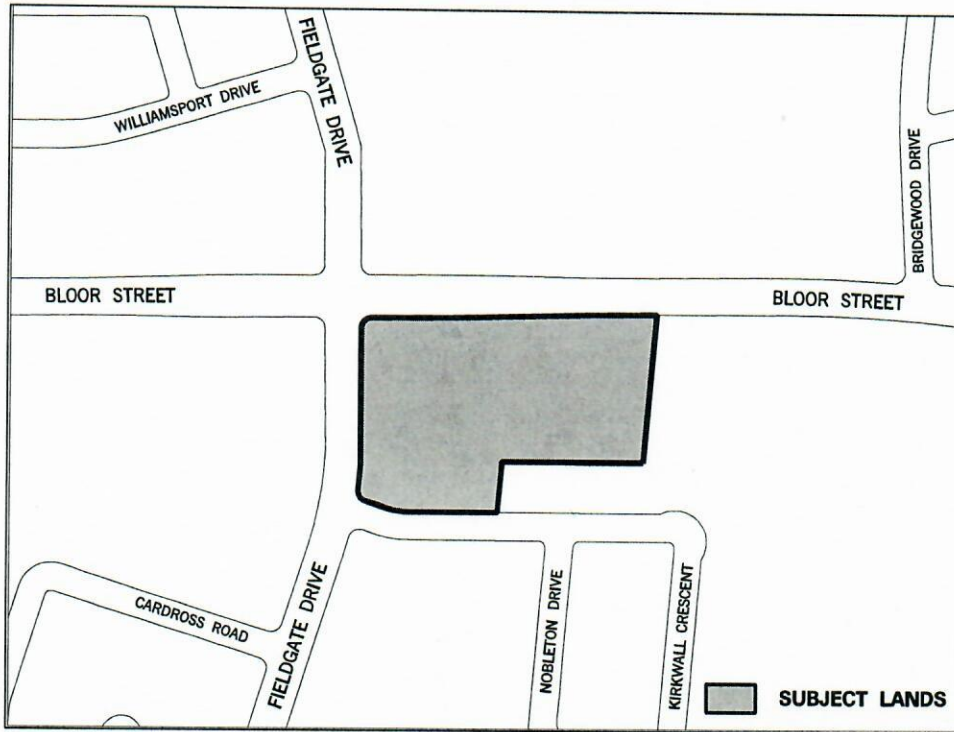 FIELDGATE DRIVE
WILLIAMSPORT DRIVE
BRIDGEWOOD DRIVE
BLOOR STREET
BLOOR STREET
CARDROSS ROAD
FIELDGATE DRIVE
NOBLETON DRIVE
KIRKWALL CRESCENT
SUBJECT LANDS